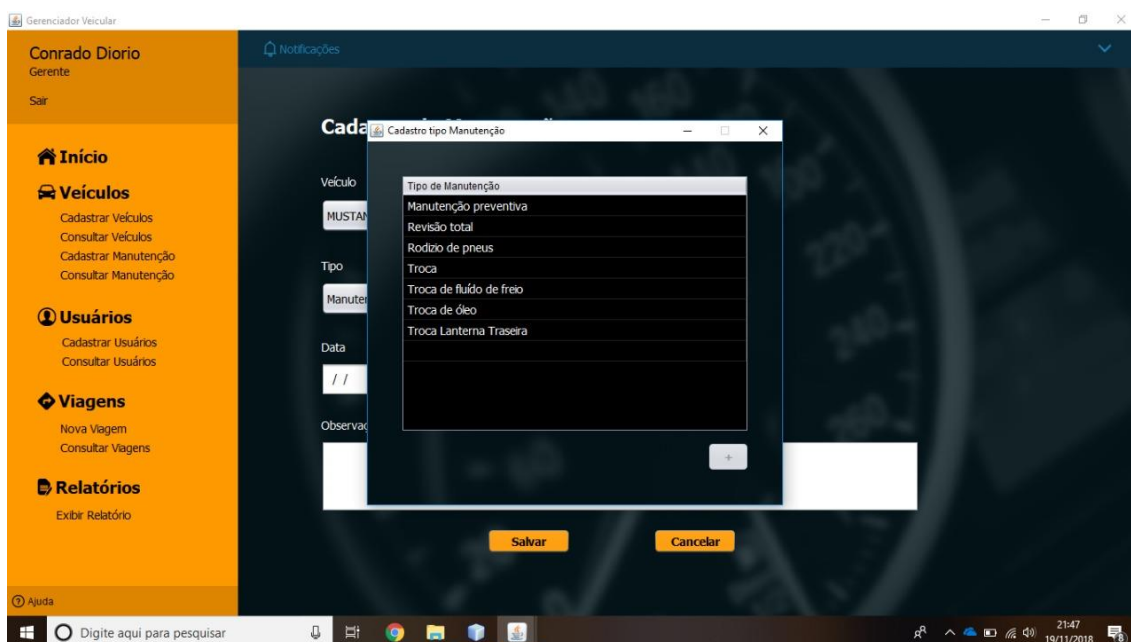 Gerenciador Veicular
Conrado Diorio
Gerente
Sair
Início
Veículos
Cadastrar Veículos
Consultar Veículos
Cadastrar Manutenção
Consultar Manutenção
Usuários
Cadastrar Usuários
Consultar Usuários
Viagens
Nova Viagem
Consultar Viagens
Relatórios
Exibir Relatório
Ajuda
Notificações
Cada
Veículo
MUSTAN
Tipo
Manuten
Data
/ /
Observaç
Salvar
Cancelar
Cadastro tipo Manutenção
Tipo de Manutenção
Manutenção preventiva
Revisão total
Rodizio de pneus
Troca
Troca de fluído de freio
Troca de óleo
Troca Lanterna Traseira
+
Digite aqui para pesquisar
21:47
19/11/2018